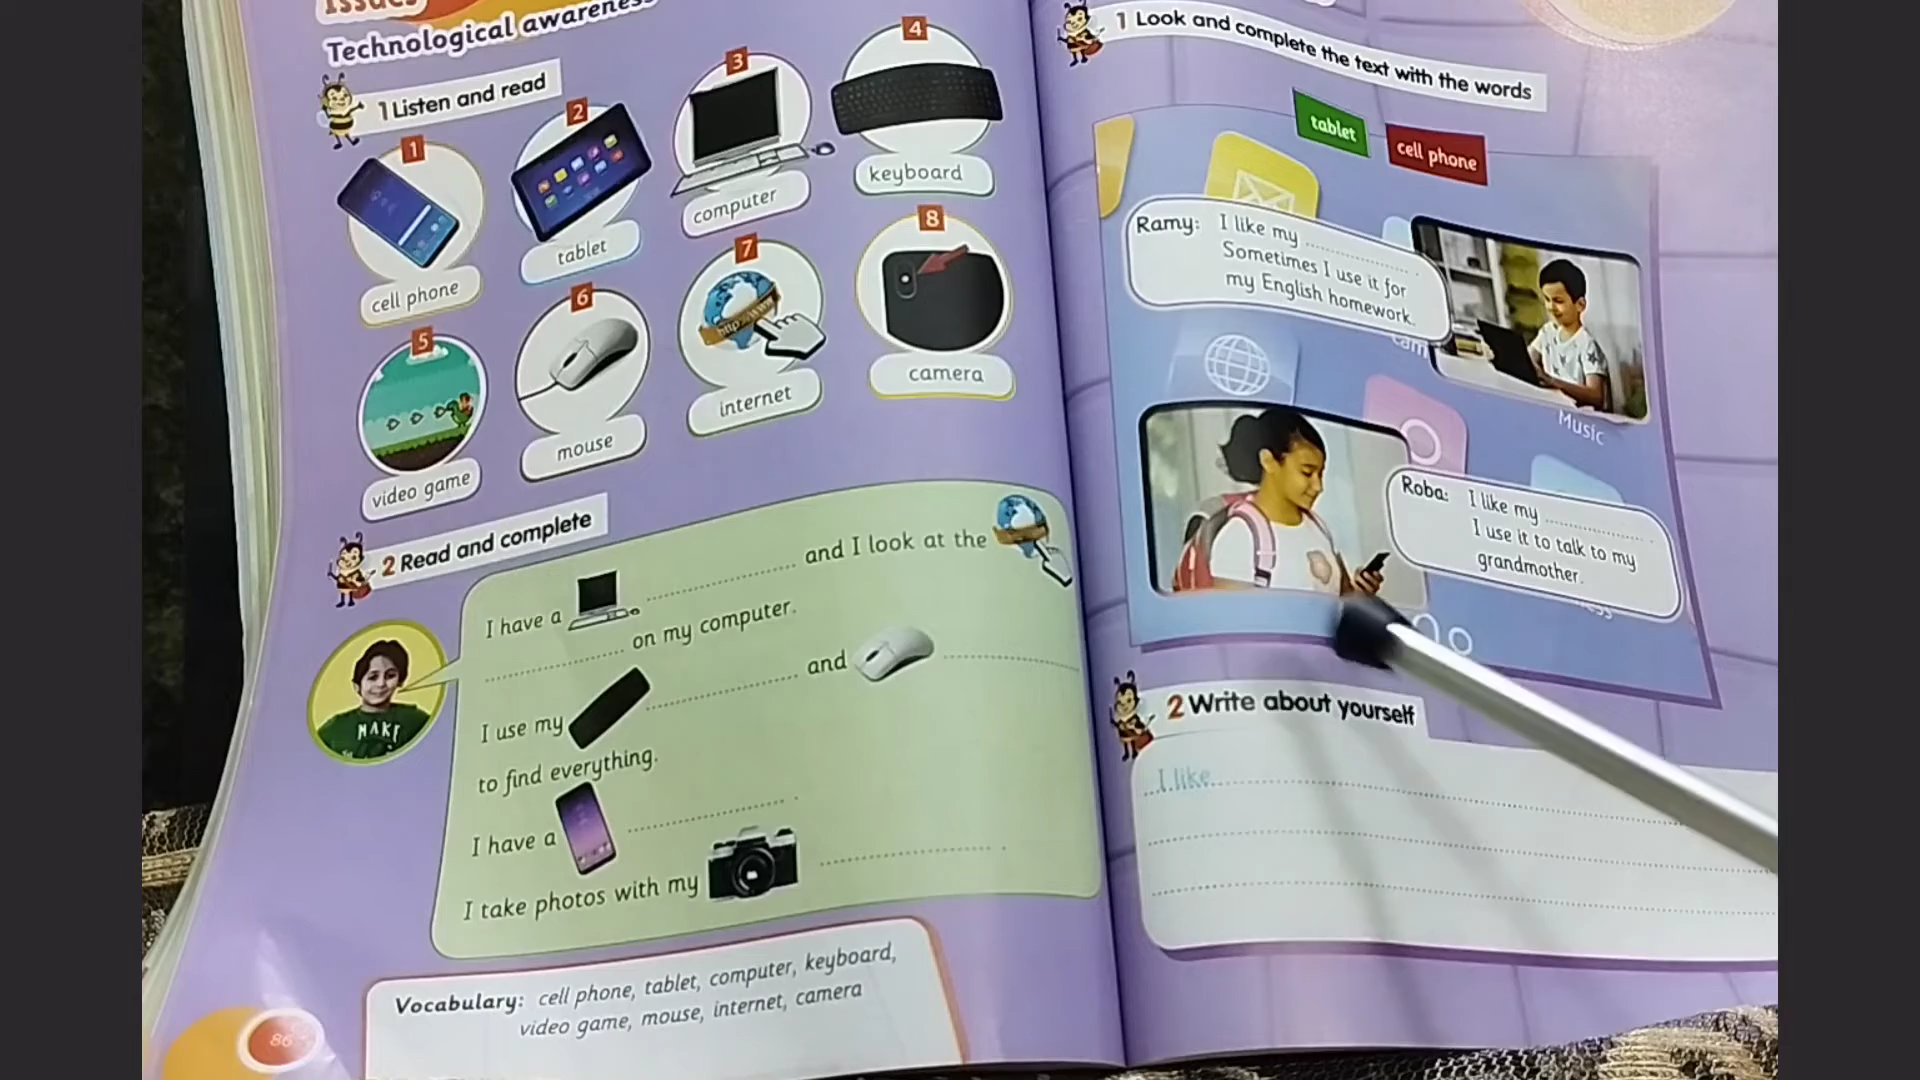 Issues
Technological awareness
1 Listen and read
1
cell phone
2
tablet
3
computer
4
keyboard
5
video game
6
mouse
7
http://www
internet
8
camera
2 Read and complete
I have a .................... and I look at the
.................... on my computer.
I use my .................... and ....................
to find everything.
I have a .................... .
I take photos with my .................... .
MAKE
Vocabulary: cell phone, tablet, computer, keyboard,
video game, mouse, internet, camera
86
1 Look and complete the text with the words
tablet
cell phone
Ramy: I like my .................... .
Sometimes I use it for
my English homework.
Cam
Music
Roba: I like my .................... .
I use it to talk to my
grandmother.
2 Write about yourself
I like